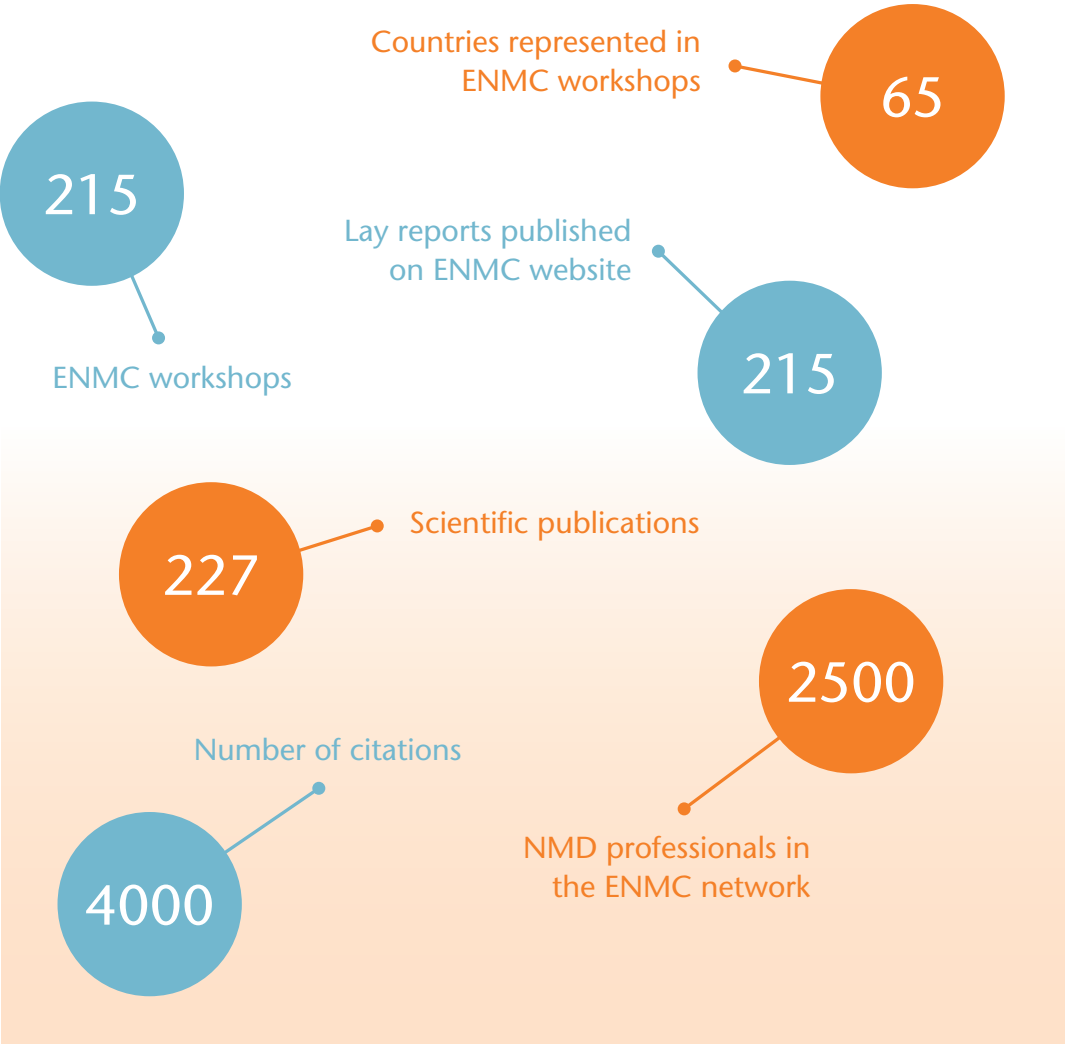 Countries represented in
ENMC workshops
65
215
ENMC workshops
Lay reports published
on ENMC website
215
227
Scientific publications
2500
NMD professionals in
the ENMC network
Number of citations
4000